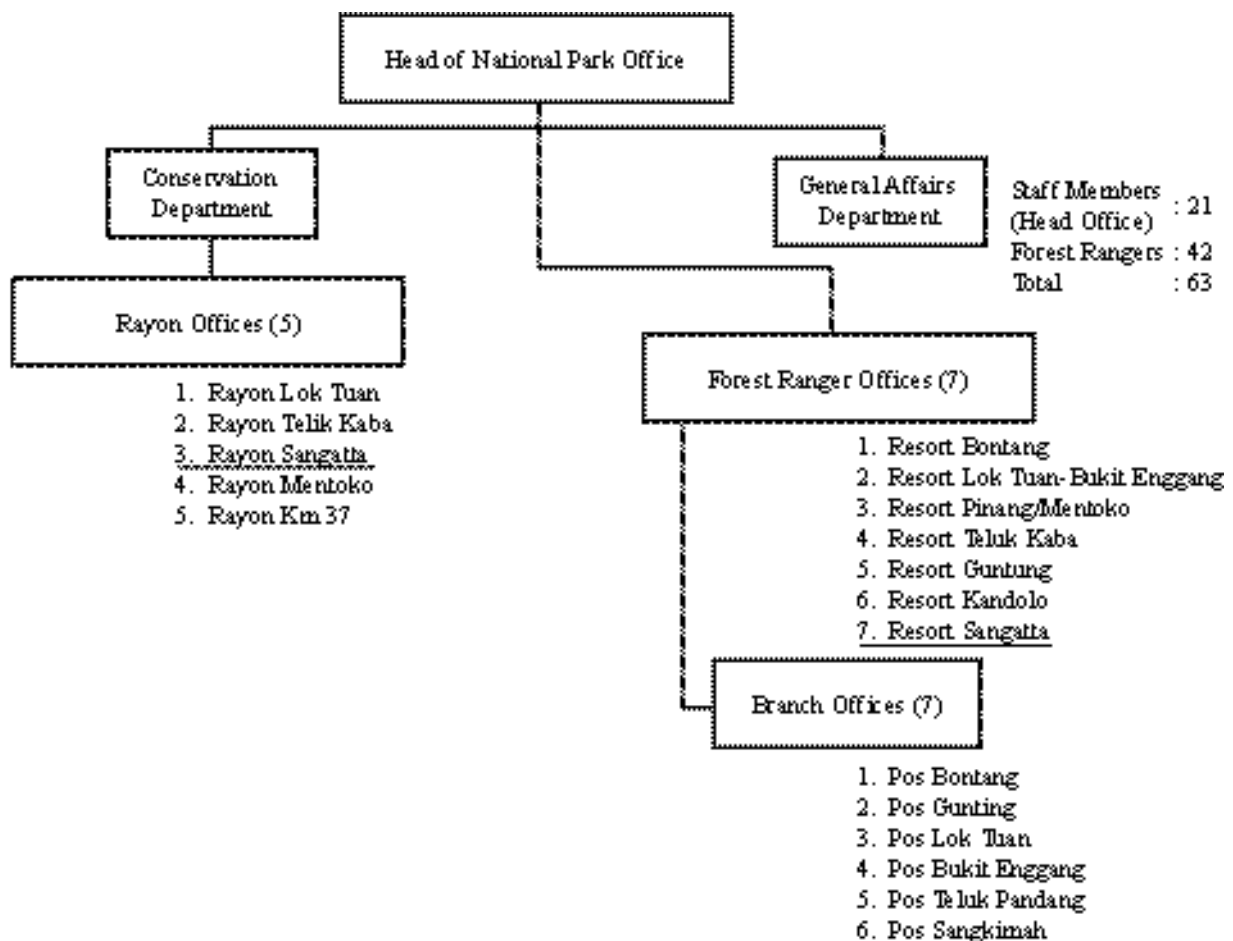 Head of National Park Office
Conservation
Department
General Affairs
Department
Staff Members
(Head Office) : 21
Forest Rangers : 42
Total : 63
Rayon Offices (5)
1. Rayon Lok Tuan
2. Rayon Telik Kaba
3. Rayon Sangatta
4. Rayon Mentoko
5. Rayon Km 37
Forest Ranger Offices (7)
1. Resort Bontang
2. Resort Lok Tuan-Bukit Enggang
3. Resort Pinang/Mentoko
4. Resort Teluk Kaba
5. Resort Guntung
6. Resort Kandolo
7. Resort Sangatta
Branch Offices (7)
1. Pos Bontang
2. Pos Gunting
3. Pos Lok Tuan
4. Pos Bukit Enggang
5. Pos Teluk Pandang
6. Pos Sangkimah